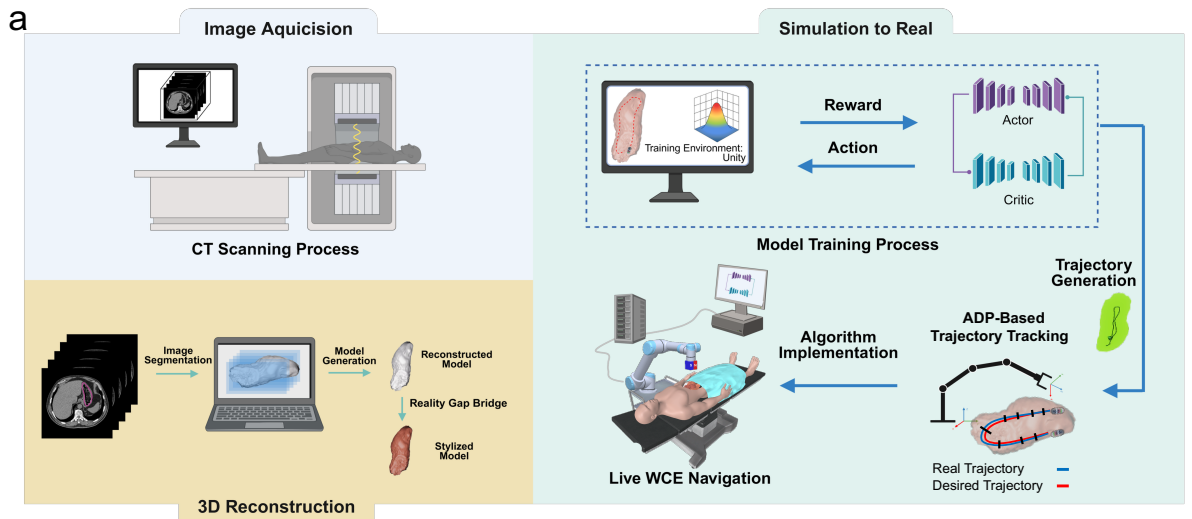 a
Image Aquicision
CT Scanning Process
Image
Segmentation
Model
Generation
Reconstructed
Model
Reality Gap Bridge
Stylized
Model
3D Reconstruction
Simulation to Real
Training Environment:
Unity
Reward
Action
Actor
Critic
Model Training Process
Trajectory
Generation
ADP-Based
Trajectory Tracking
Real Trajectory
Desired Trajectory
Algorithm
Implementation
Live WCE Navigation